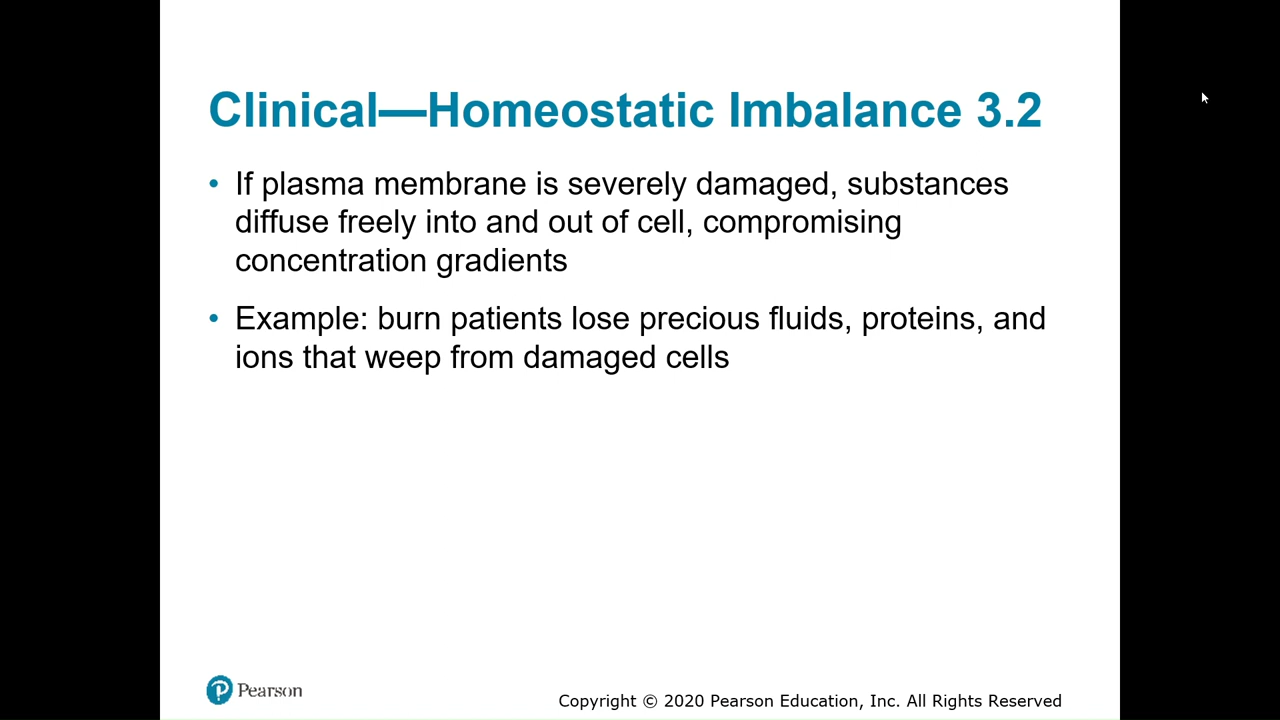 Clinical—Homeostatic Imbalance 3.2
• If plasma membrane is severely damaged, substances
diffuse freely into and out of cell, compromising
concentration gradients
• Example: burn patients lose precious fluids, proteins, and
ions that weep from damaged cells
P Pearson
Copyright © 2020 Pearson Education, Inc. All Rights Reserved